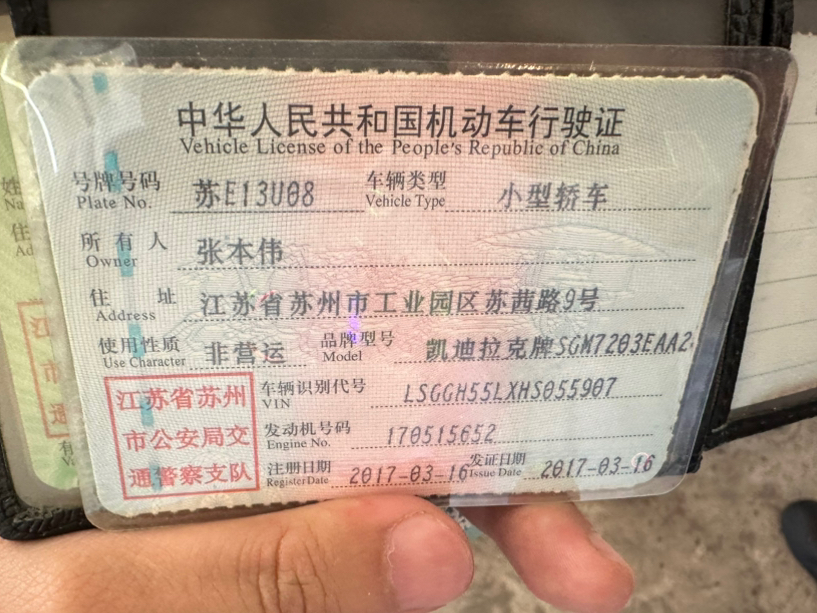 中华人民共和国机动车行驶证
Vehicle License of the People's Republic of China
号牌号码 苏E13U08 车辆类型 小型轿车
Plate No. Vehicle Type
所有人 张本伟
Owner
住址 江苏省苏州市工业园区苏茜路9号
Address
使用性质 非营运 品牌型号 凯迪拉克牌SGM7203EAA2
Use Character Model
江苏省苏州
市公安局交
通警察支队
车辆识别代号 LSGGH55LXHS055907
VIN
发动机号码 170515652
Engine No.
注册日期 2017-03-16 发证日期 2017-03-16
Register Date Issue Date